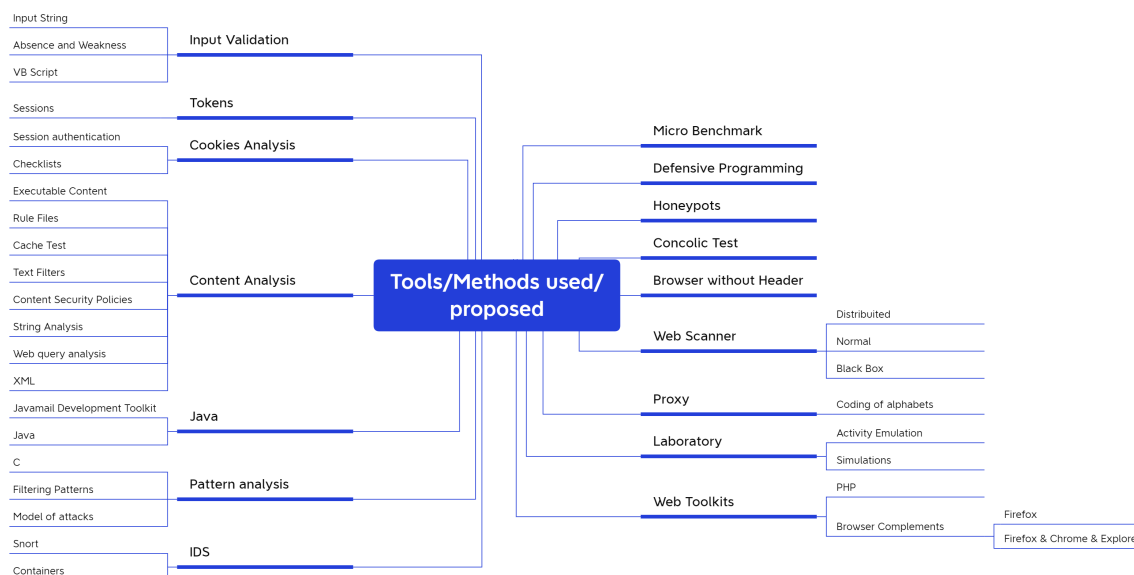 Input String
Absence and Weakness
VB Script
Input Validation
Sessions
Tokens
Session authentication
Checklists
Cookies Analysis
Executable Content
Rule Files
Cache Test
Text Filters
Content Security Policies
String Analysis
Web query analysis
XML
Content Analysis
Javamail Development Toolkit
Java
Java
C
Filtering Patterns
Model of attacks
Pattern analysis
Snort
Containers
IDS
Tools/Methods used/
proposed
Micro Benchmark
Defensive Programming
Honeypots
Concolic Test
Browser without Header
Web Scanner
Distribuited
Normal
Black Box
Proxy
Coding of alphabets
Laboratory
Activity Emulation
Simulations
Web Toolkits
PHP
Browser Complements
Firefox
Firefox & Chrome & Explore